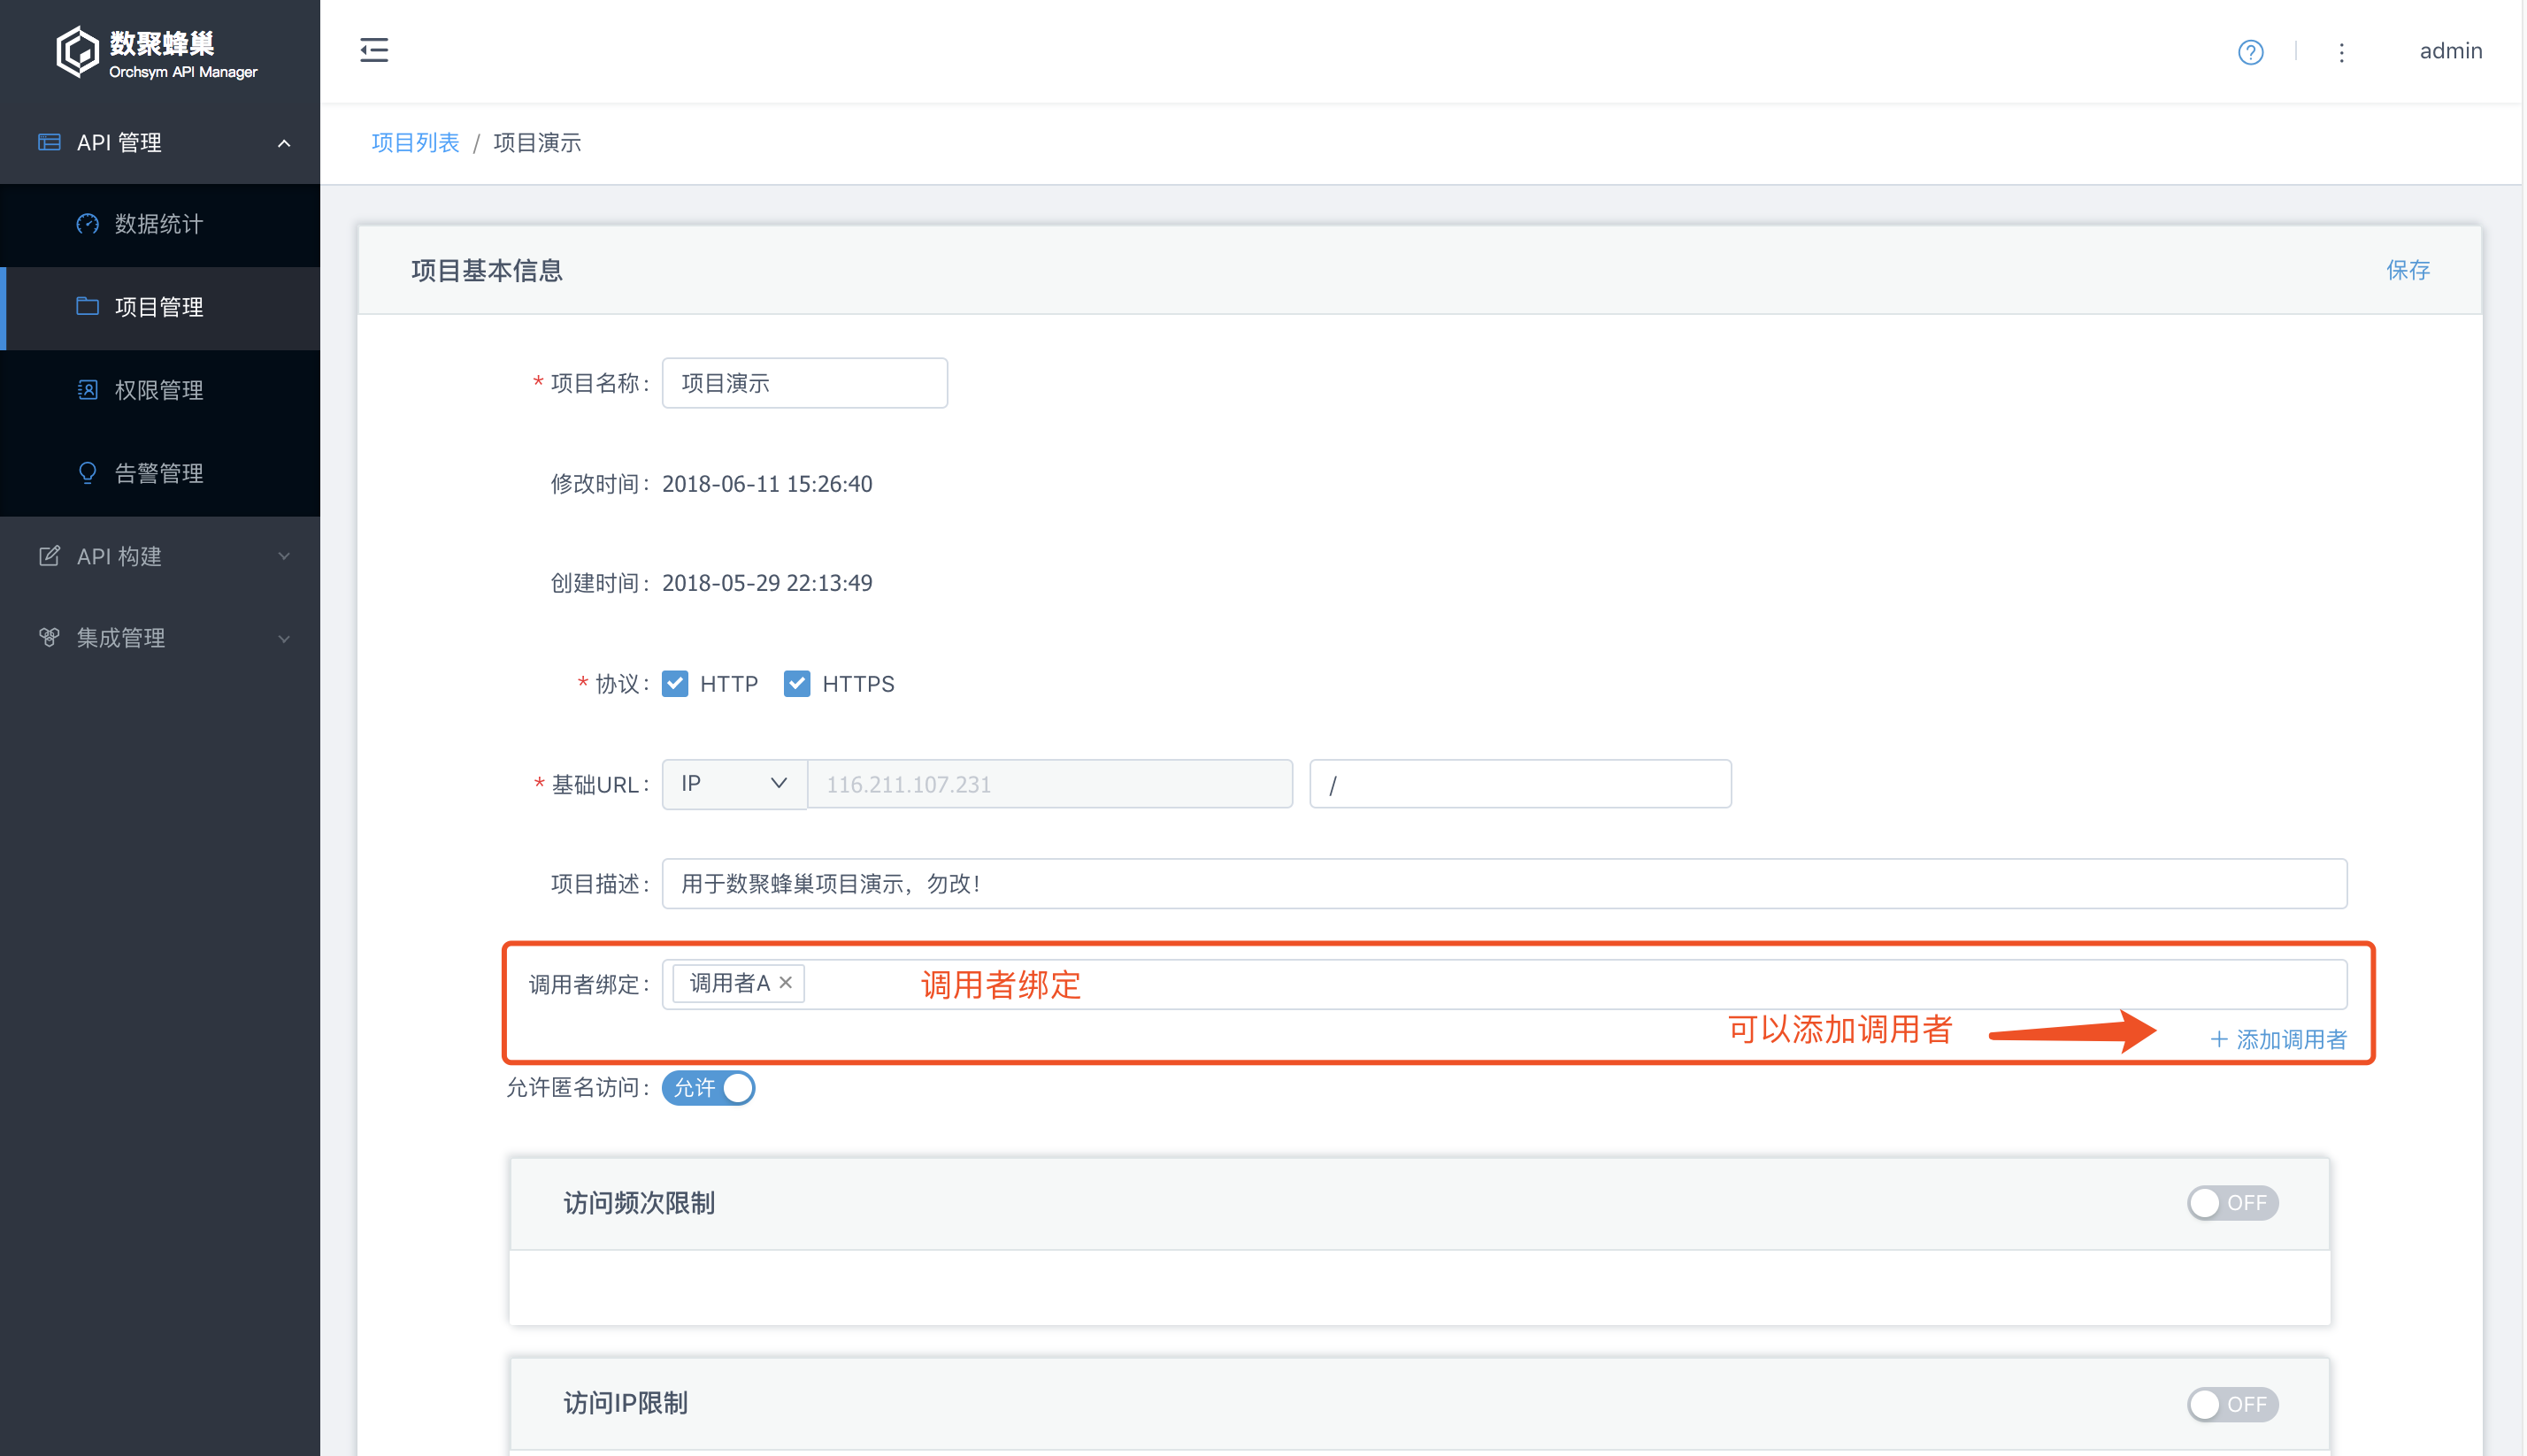 数聚蜂巢
Orchsym API Manager
admin
API 管理
项目列表 / 项目演示
数据统计
项目管理
权限管理
告警管理
API 构建
集成管理
项目基本信息 保存
* 项目名称: 项目演示
修改时间: 2018-06-11 15:26:40
创建时间: 2018-05-29 22:13:49
* 协议: HTTP HTTPS
* 基础URL: IP 116.211.107.231 /
项目描述: 用于数聚蜂巢项目演示，勿改！
调用者绑定: 调用者A × 调用者绑定
可以添加调用者 + 添加调用者
允许匿名访问: 允许
访问频次限制 OFF
访问IP限制 OFF